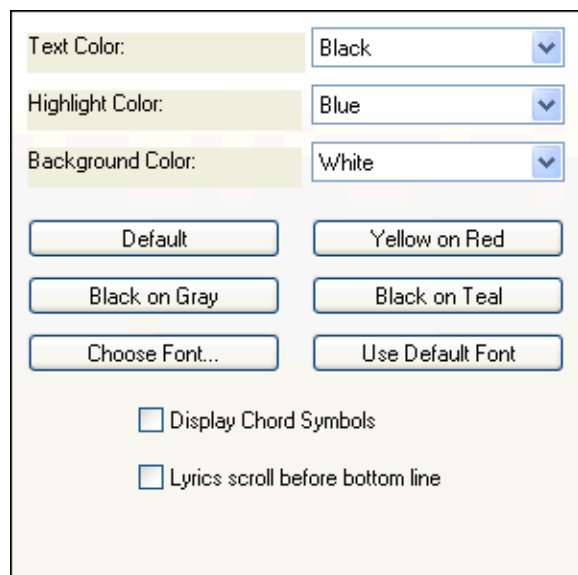 Text Color: Black
Highlight Color: Blue
Background Color: White
Default Yellow on Red
Black on Gray Black on Teal
Choose Font... Use Default Font
Display Chord Symbols
Lyrics scroll before bottom line